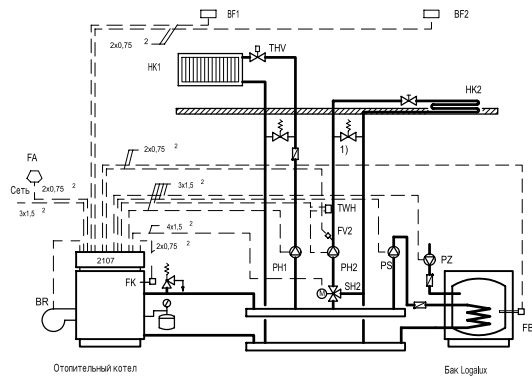 BF1
BF2
2x0,75 2
THV
HK1
HK2
1)
2x0,75 2
FA
3x1,5 2
Сеть
2x0,75 2
TWH
3x1,5 2
4x1,5 2
FV2
2107
2x0,75 2
PH1
PH2
PS
PZ
FK
M
SH2
BR
FB
Отопительный котел
Бак Logalux